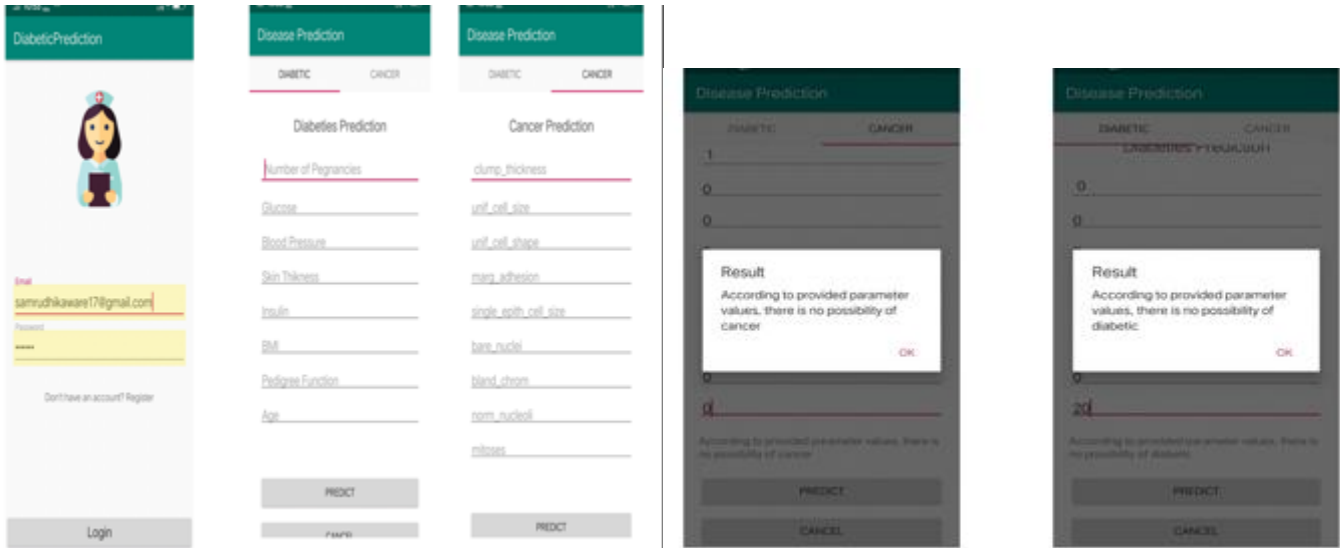 DiabeticPrediction
Email
samrudhikaware17@gmail.com
Password
Don't have an account? Register
Login
Disease Prediction
DIABETIC
CANCER
Diabeties Prediction
Number of Pegnancies
Glucose
Blood Pressure
Skin Thikness
Insulin
BMI
Pedigree Function
Age
PREDICT
CANCEL
Disease Prediction
DIABETIC
CANCER
Cancer Prediction
clump_thickness
unif_cell_size
unif_cell_shape
marg_adhesion
single_epith_cell_size
bare_nuclei
bland_chrom
norm_nucleoli
mitoses
PREDICT
Disease Prediction
DIABETIC
CANCER
1
0
0
Result
According to provided parameter
values, there is no possibility of
cancer
OK
0
0
According to provided parameter values, there is
no possibility of cancer
PREDICT
CANCEL
Disease Prediction
DIABETIC
CANCER
Diabeties Prediction
0
0
Result
According to provided parameter
values, there is no possibility of
diabetic
OK
0
20
According to provided parameter values, there is
no possibility of diabetic
PREDICT
CANCEL